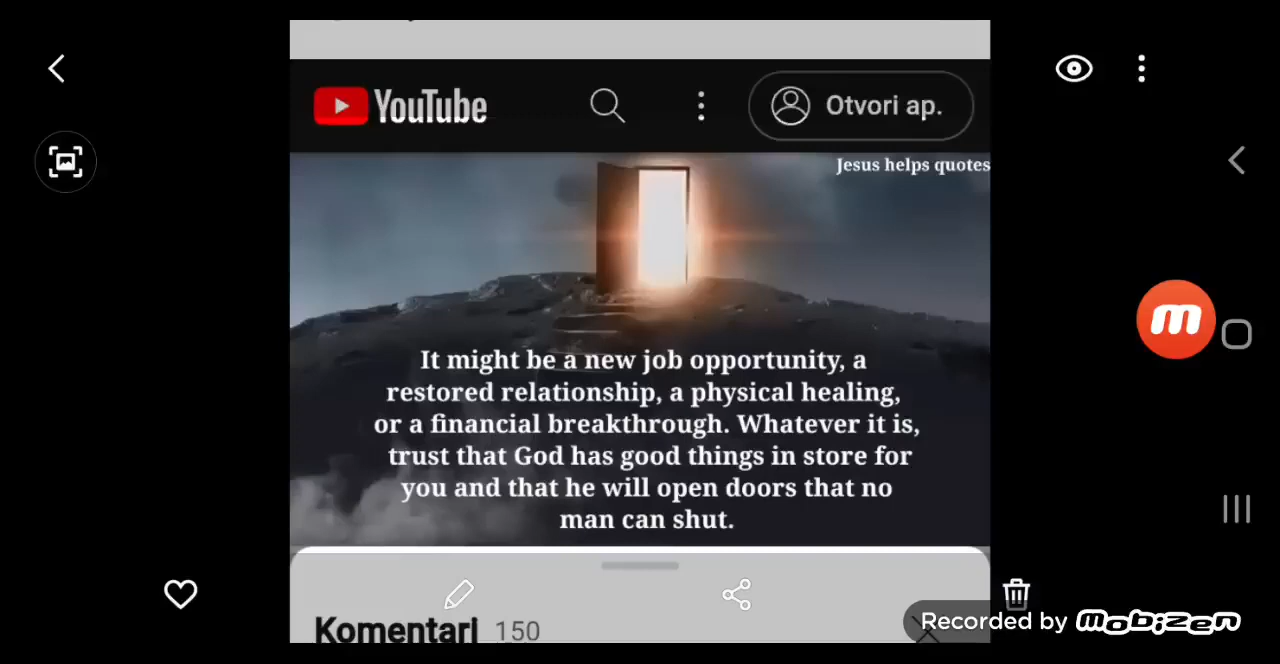 YouTube
Otvori ap.
Jesus helps quotes
It might be a new job opportunity, a
restored relationship, a physical healing,
or a financial breakthrough. Whatever it is,
trust that God has good things in store for
you and that he will open doors that no
man can shut.
Komentari 150
Recorded by mobizen